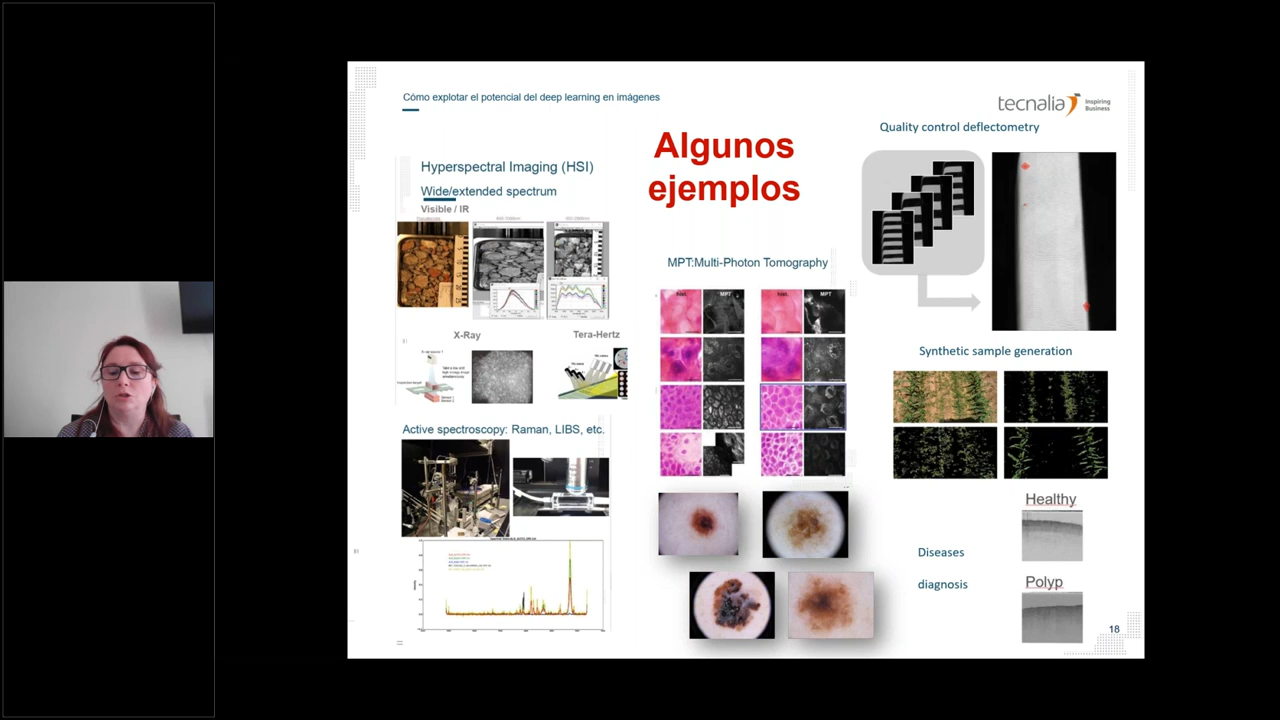 Cómo explotar el potencial del deep learning en imágenes
tecnalia Inspiring Business
Quality control deflectometry
Algunos
ejemplos
Hyperspectral Imaging (HSI)
Wide/extended spectrum
Visible / IR
MPT:Multi-Photon Tomography
MPT
MPT
X-Ray
Tera-Hertz
Synthetic sample generation
Active spectroscopy: Raman, LIBS, etc.
Healthy
Diseases
diagnosis
Polyp
18